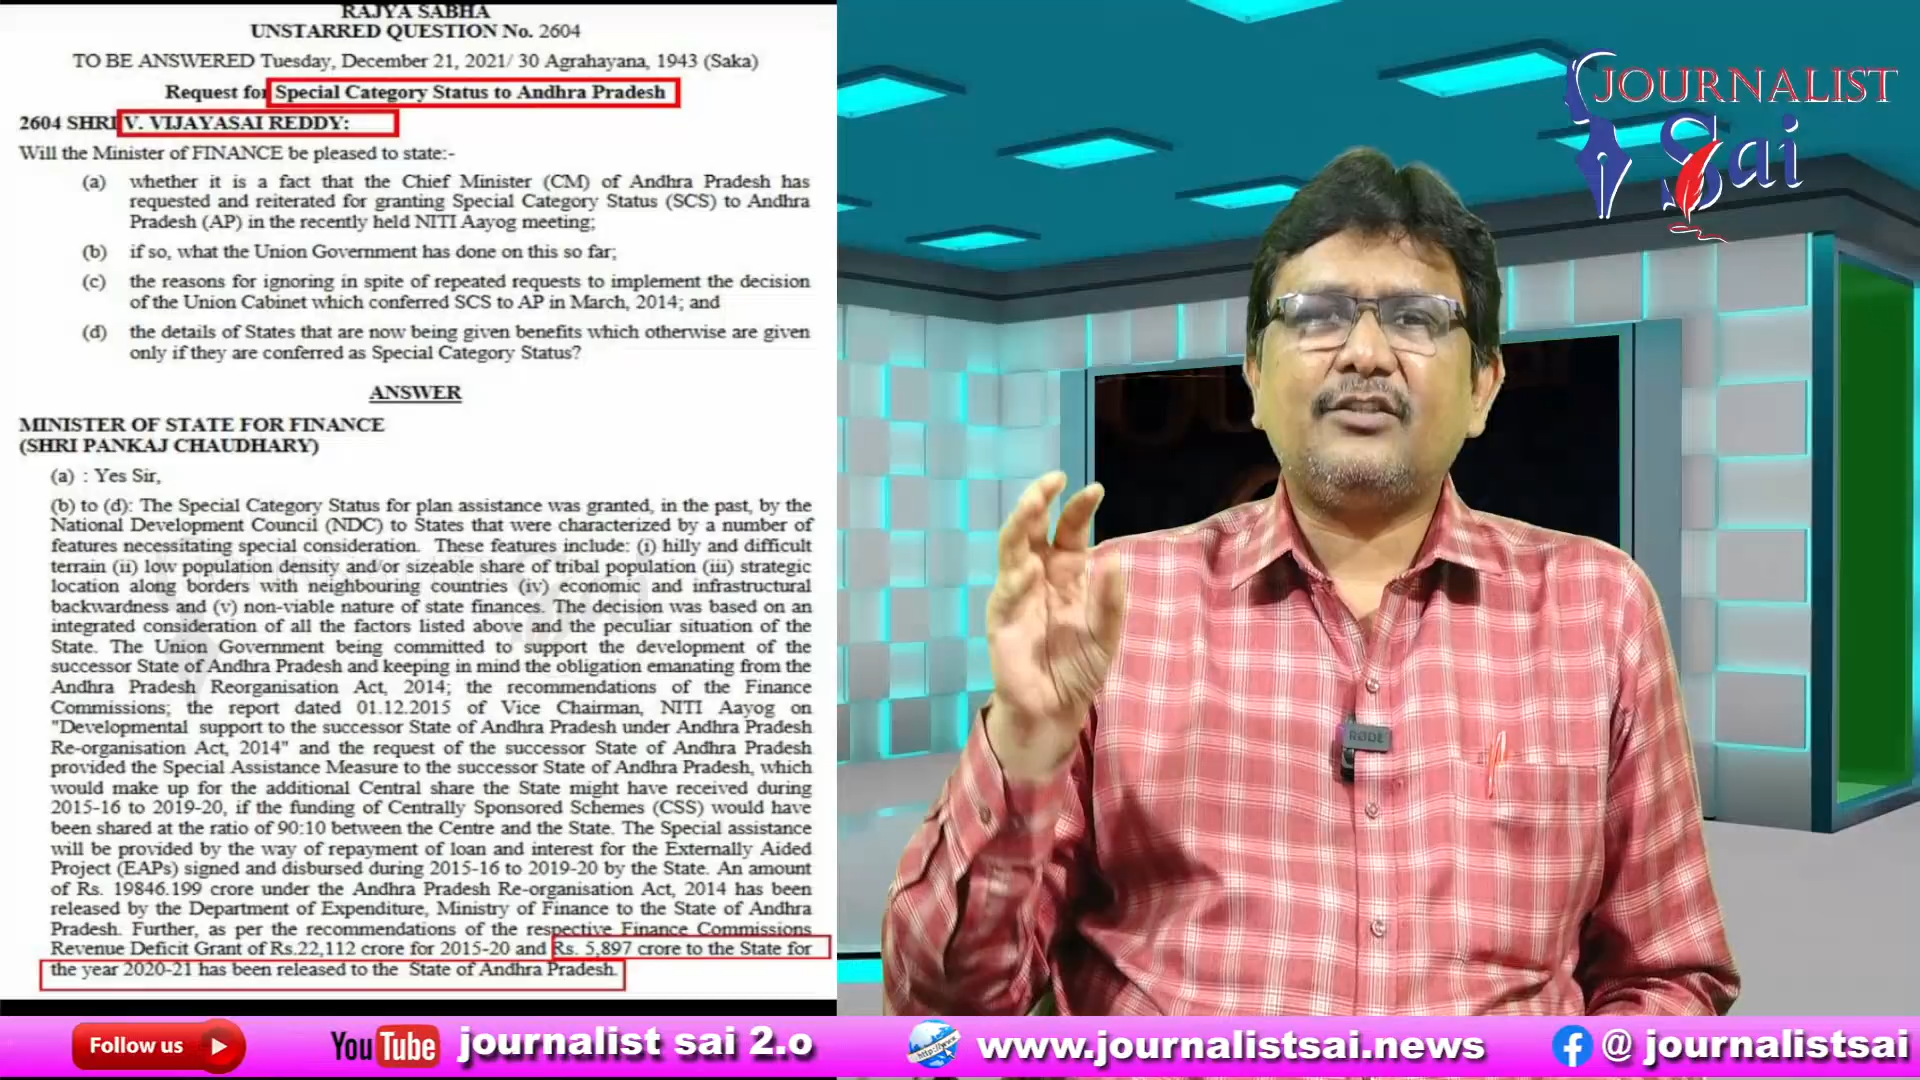 RAJYA SABHA
UNSTARRED QUESTION No. 2604
TO BE ANSWERED Tuesday, December 21, 2021/ 30 Agrahayana, 1943 (Saka)
Request for Special Category Status to Andhra Pradesh
2604 SHRI V. VIJAYASAI REDDY:
Will the Minister of FINANCE be pleased to state:-
(a) whether it is a fact that the Chief Minister (CM) of Andhra Pradesh has
requested and reiterated for granting Special Category Status (SCS) to Andhra
Pradesh (AP) in the recently held NITI Aayog meeting;
(b) if so, what the Union Government has done on this so far;
(c) the reasons for ignoring in spite of repeated requests to implement the decision
of the Union Cabinet which conferred SCS to AP in March, 2014; and
(d) the details of States that are now being given benefits which otherwise are given
only if they are conferred as Special Category Status?
ANSWER
MINISTER OF STATE FOR FINANCE
(SHRI PANKAJ CHAUDHARY)
(a) : Yes Sir,
(b) to (d): The Special Category Status for plan assistance was granted, in the past, by the
National Development Council (NDC) to States that were characterized by a number of
features necessitating special consideration. These features include: (i) hilly and difficult
terrain (ii) low population density and/or sizeable share of tribal population (iii) strategic
location along borders with neighbouring countries (iv) economic and infrastructural
backwardness and (v) non-viable nature of state finances. The decision was based on an
integrated consideration of all the factors listed above and the peculiar situation of the
State. The Union Government being committed to support the development of the
successor State of Andhra Pradesh and keeping in mind the obligation emanating from the
Andhra Pradesh Reorganisation Act, 2014; the recommendations of the Finance
Commissions; the report dated 01.12.2015 of Vice Chairman, NITI Aayog on
"Developmental support to the successor State of Andhra Pradesh under Andhra Pradesh
Re-organisation Act, 2014" and the request of the successor State of Andhra Pradesh
provided the Special Assistance Measure to the successor State of Andhra Pradesh, which
would make up for the additional Central share the State might have received during
2015-16 to 2019-20, if the funding of Centrally Sponsored Schemes (CSS) would have
been shared at the ratio of 90:10 between the Centre and the State. The Special assistance
will be provided by the way of repayment of loan and interest for the Externally Aided
Project (EAPs) signed and disbursed during 2015-16 to 2019-20 by the State. An amount
of Rs. 19846.199 crore under the Andhra Pradesh Re-organisation Act, 2014 has been
released by the Department of Expenditure, Ministry of Finance to the State of Andhra
Pradesh. Further, as per the recommendations of the respective Finance Commissions
Revenue Deficit Grant of Rs.22,112 crore for 2015-20 and Rs. 5,897 crore to the State for
the year 2020-21 has been released to the State of Andhra Pradesh.
JOURNALIST
Sai
RØDE
Follow us
YouTube
journalist sai 2.o
http://www
www.journalistsai.news
@ journalistsai